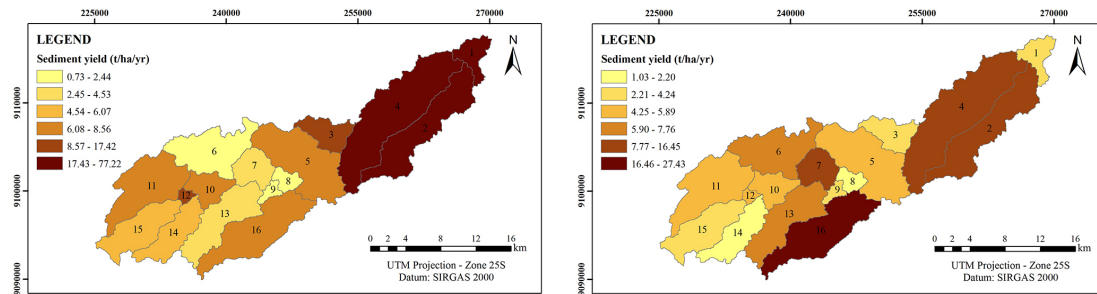 225000 240000 255000 270000
LEGEND
Sediment yield (t/ha/yr)
0.73 - 2.44
2.45 - 4.53
4.54 - 6.07
6.08 - 8.56
8.57 - 17.42
17.43 - 77.22
N
9110000
9100000
9090000
1
4
2
3
6
5
7
8
9
11
10
12
13
15
14
16
0 2 4 8 12 16
km
UTM Projection - Zone 25S
Datum: SIRGAS 2000
225000 240000 255000 270000
LEGEND
Sediment yield (t/ha/yr)
1.03 - 2.20
2.21 - 4.24
4.25 - 5.89
5.90 - 7.76
7.77 - 16.45
16.46 - 27.43
N
9110000
9100000
9090000
1
4
2
3
6
5
7
8
9
11
10
12
13
15
14
16
0 2 4 8 12 16
km
UTM Projection - Zone 25S
Datum: SIRGAS 2000